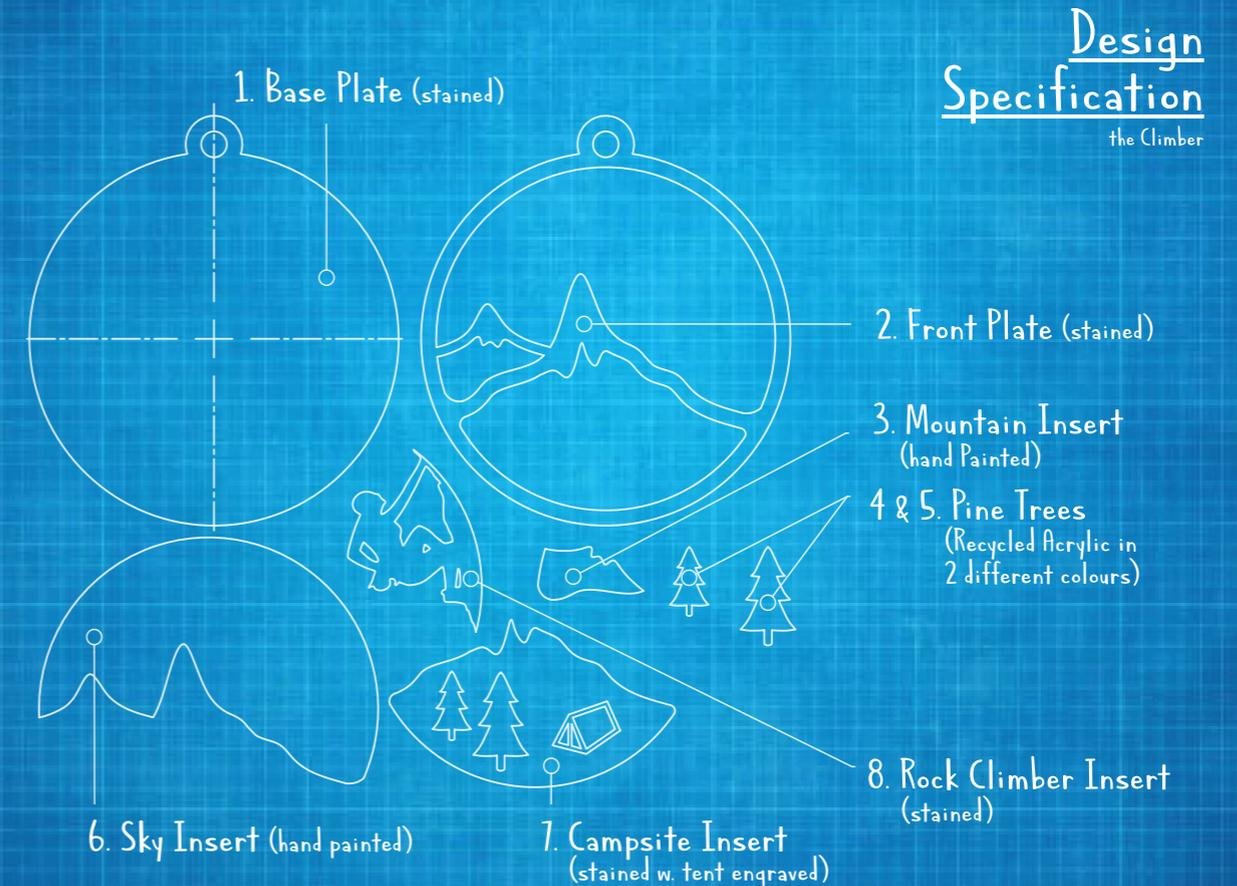 Design
Specification
the Climber
1. Base Plate (stained)
2. Front Plate (stained)
3. Mountain Insert
(hand Painted)
4 & 5. Pine Trees
(Recycled Acrylic in
2 different colours)
8. Rock Climber Insert
(stained)
6. Sky Insert (hand painted)
7. Campsite Insert
(stained w. tent engraved)